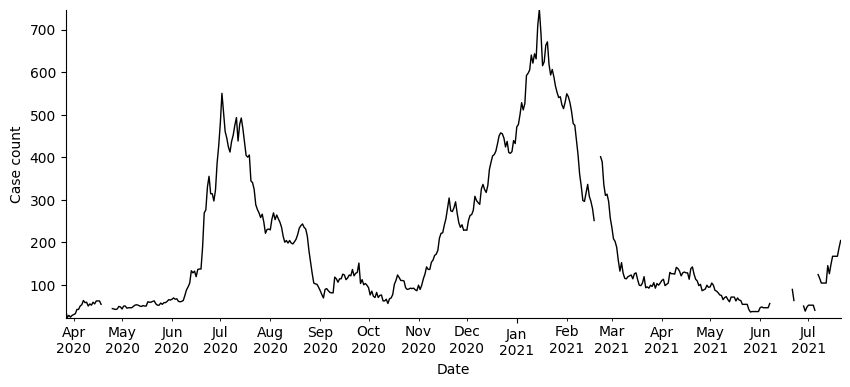 Case count
700
600
500
400
300
200
100
Apr May Jun Jul Aug Sep Oct Nov Dec Jan Feb Mar Apr May Jun Jul
2020 2020 2020 2020 2020 2020 2020 2020 2020 2021 2021 2021 2021 2021 2021 2021
Date